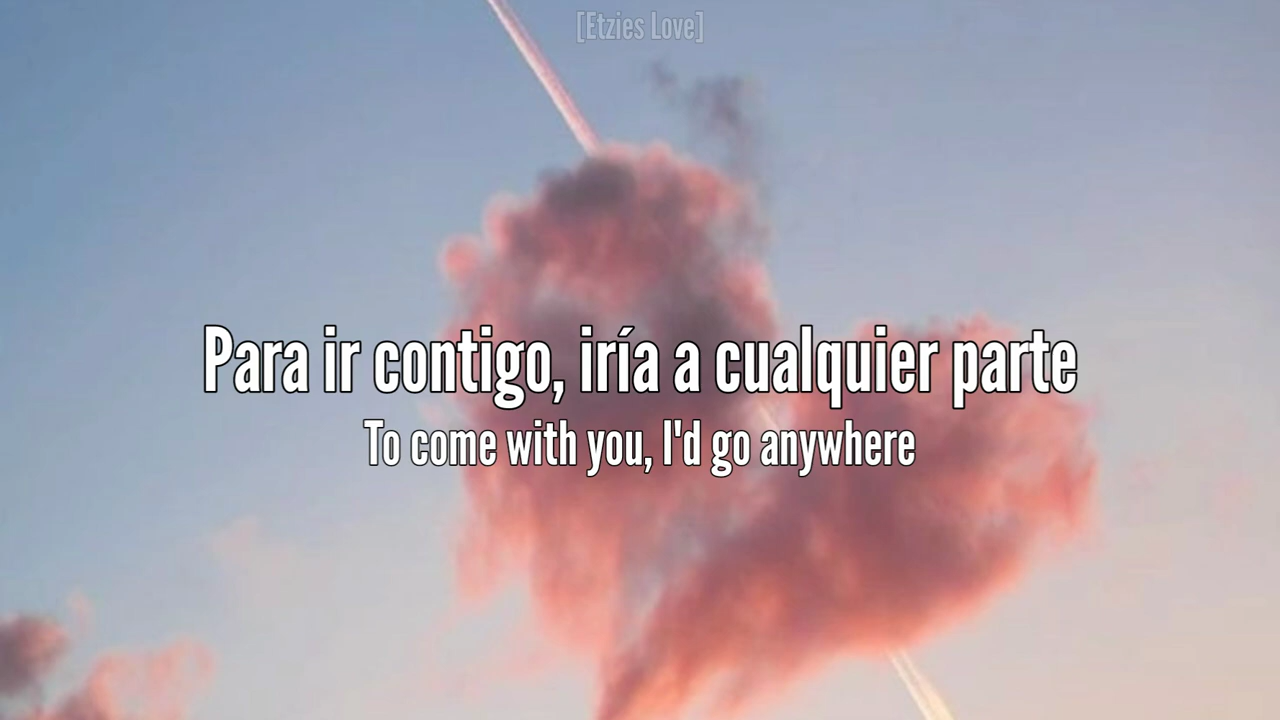 [Etzies Love]
Para ir contigo, iría a cualquier parte
To come with you, I'd go anywhere